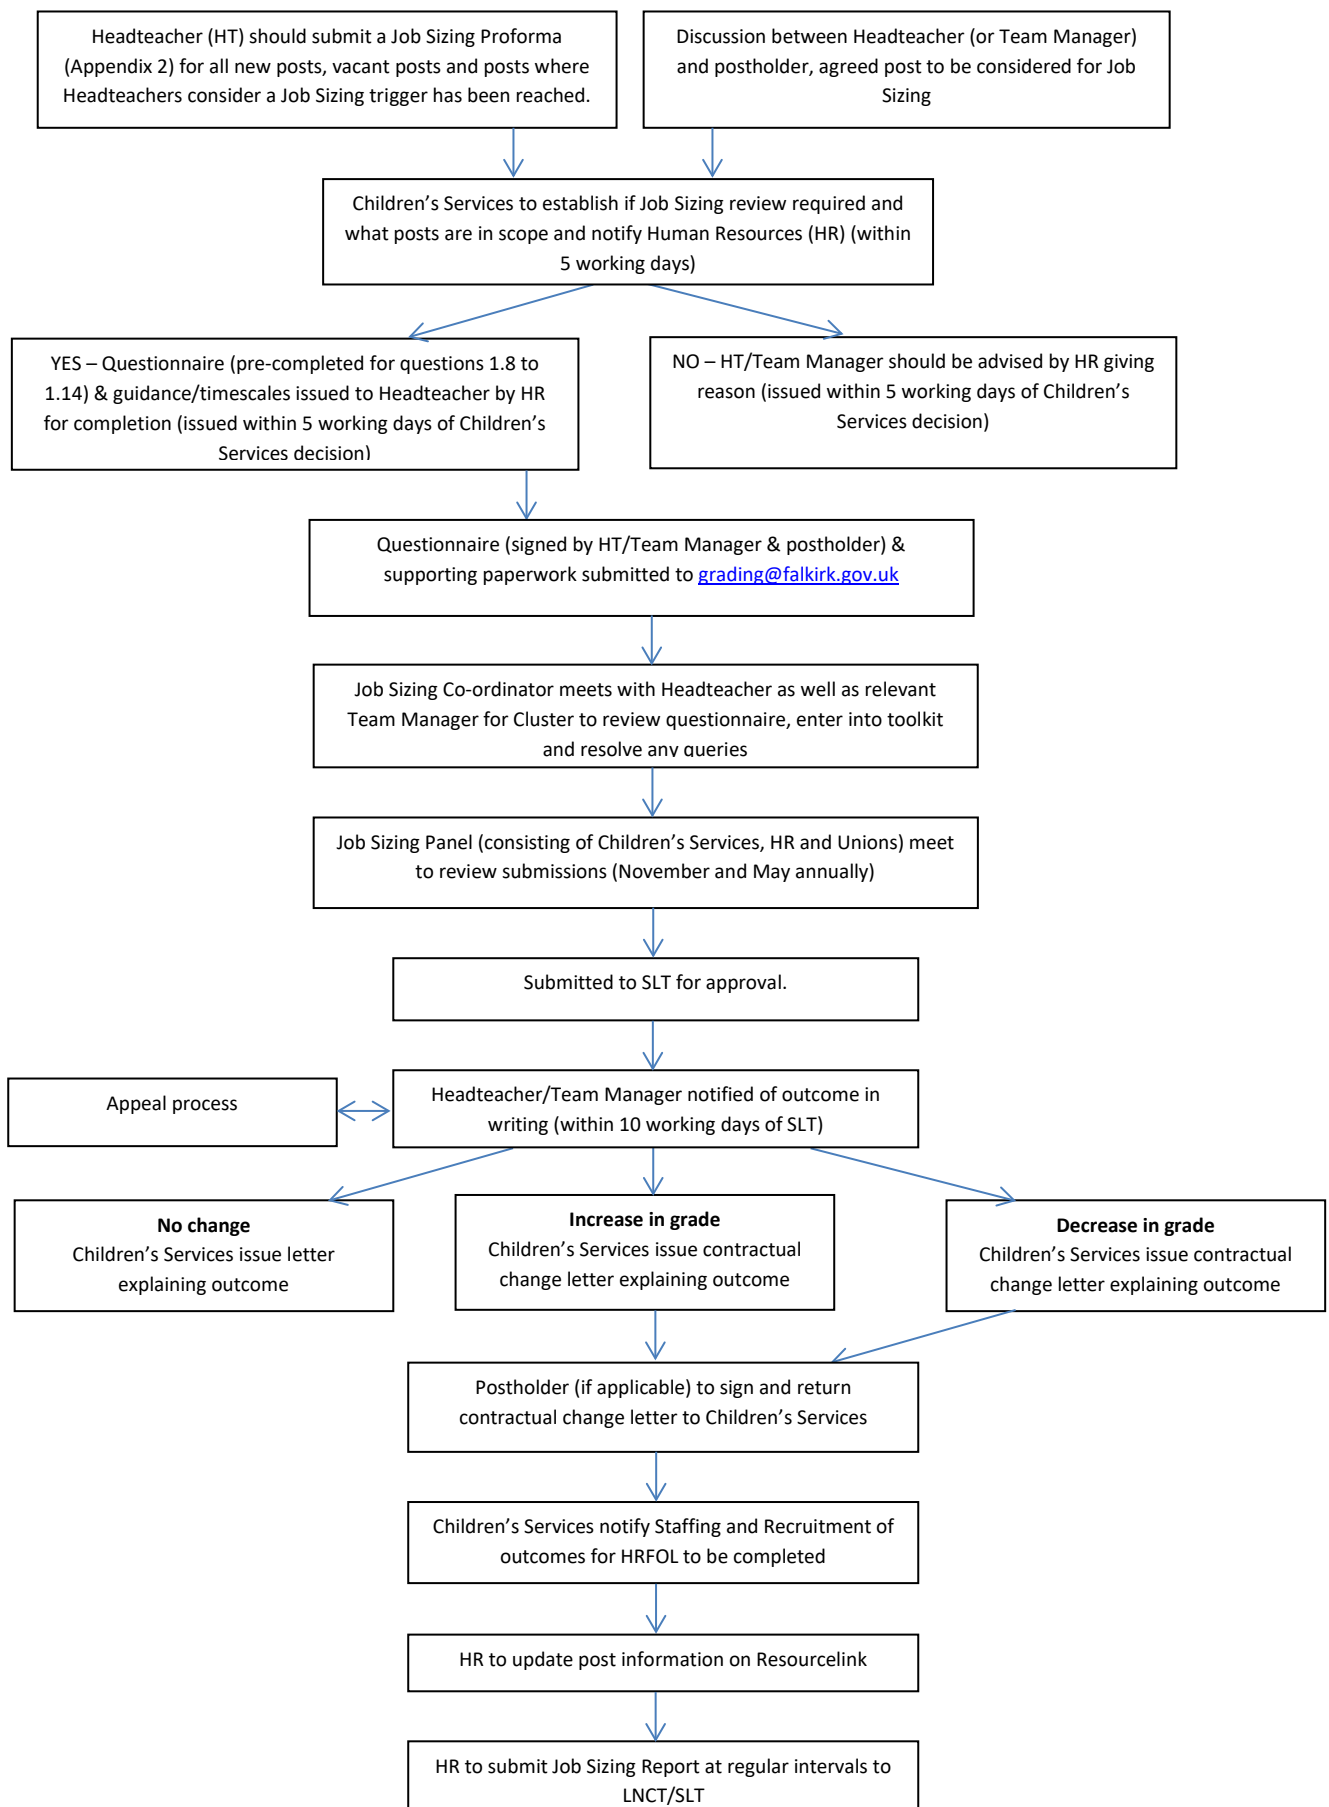 Headteacher (HT) should submit a Job Sizing Proforma
(Appendix 2) for all new posts, vacant posts and posts where
Headteachers consider a Job Sizing trigger has been reached.
Discussion between Headteacher (or Team Manager)
and postholder, agreed post to be considered for Job
Sizing
Children’s Services to establish if Job Sizing review required and
what posts are in scope and notify Human Resources (HR) (within
5 working days)
YES – Questionnaire (pre-completed for questions 1.8 to
1.14) & guidance/timescales issued to Headteacher by HR
for completion (issued within 5 working days of Children’s
Services decision)
NO – HT/Team Manager should be advised by HR giving
reason (issued within 5 working days of Children’s
Services decision)
Questionnaire (signed by HT/Team Manager & postholder) &
supporting paperwork submitted to grading@falkirk.gov.uk
Job Sizing Co-ordinator meets with Headteacher as well as relevant
Team Manager for Cluster to review questionnaire, enter into toolkit
and resolve any queries
Job Sizing Panel (consisting of Children’s Services, HR and Unions) meet
to review submissions (November and May annually)
Submitted to SLT for approval.
Appeal process
Headteacher/Team Manager notified of outcome in
writing (within 10 working days of SLT)
No change
Children’s Services issue letter
explaining outcome
Increase in grade
Children’s Services issue contractual
change letter explaining outcome
Decrease in grade
Children’s Services issue contractual
change letter explaining outcome
Postholder (if applicable) to sign and return
contractual change letter to Children’s Services
Children’s Services notify Staffing and Recruitment of
outcomes for HRFOL to be completed
HR to update post information on Resourcelink
HR to submit Job Sizing Report at regular intervals to
LNCT/SLT